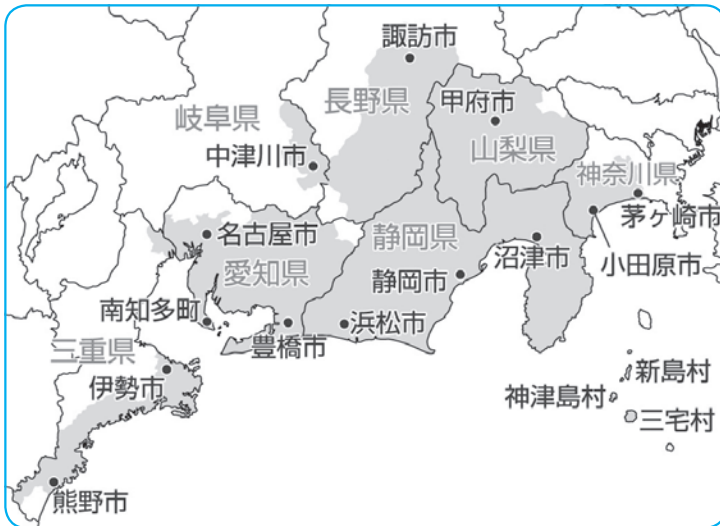 諏訪市
長野県
甲府市
岐阜県
中津川市
山梨県
神奈川県
茅ヶ崎市
名古屋市
静岡県
沼津市
小田原市
愛知県
静岡市
南知多町
浜松市
豊橋市
三重県
伊勢市
新島村
神津島村
三宅村
熊野市